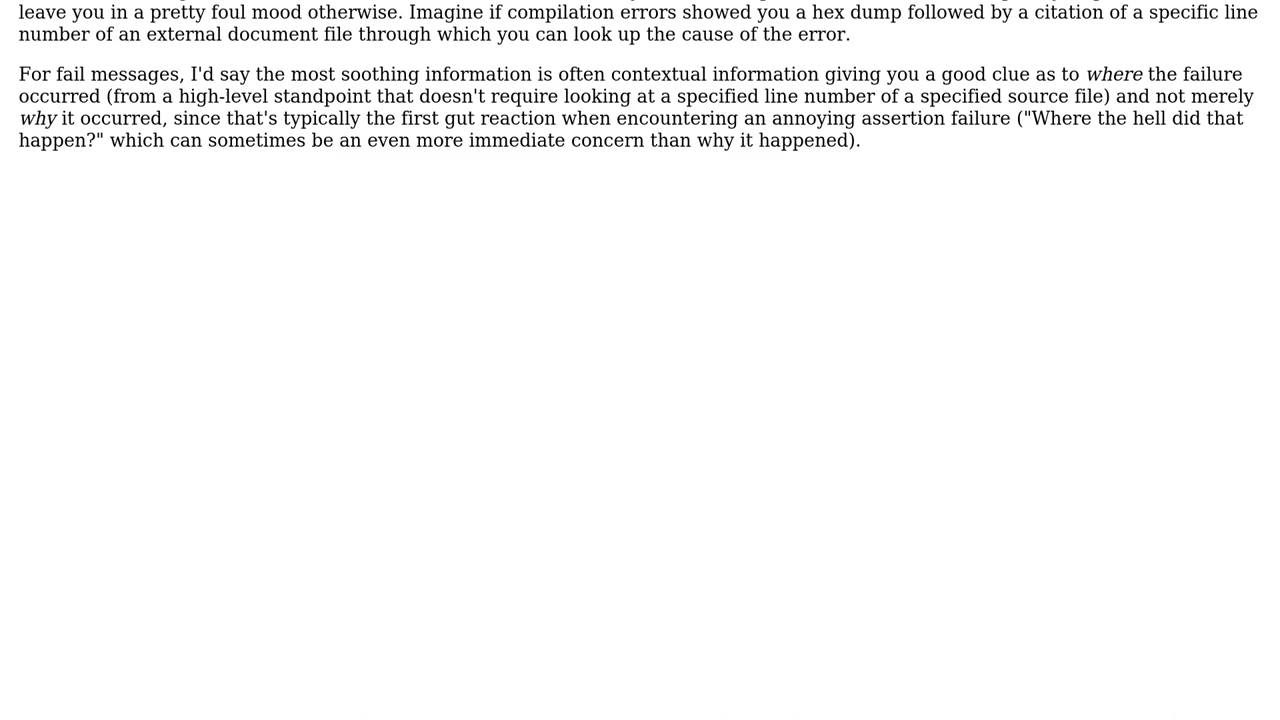 leave you in a pretty foul mood otherwise. Imagine if compilation errors showed you a hex dump followed by a citation of a specific line
number of an external document file through which you can look up the cause of the error.
For fail messages, I'd say the most soothing information is often contextual information giving you a good clue as to where the failure
occurred (from a high-level standpoint that doesn't require looking at a specified line number of a specified source file) and not merely
why it occurred, since that's typically the first gut reaction when encountering an annoying assertion failure ("Where the hell did that
happen?" which can sometimes be an even more immediate concern than why it happened).